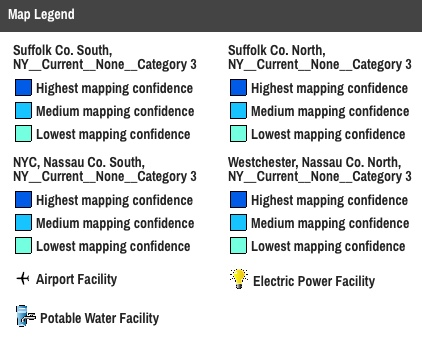 Map Legend
Suffolk Co. South,
NY__Current__None__Category 3
Highest mapping confidence
Medium mapping confidence
Lowest mapping confidence
Suffolk Co. North,
NY__Current__None__Category 3
Highest mapping confidence
Medium mapping confidence
Lowest mapping confidence
NYC, Nassau Co. South,
NY__Current__None__Category 3
Highest mapping confidence
Medium mapping confidence
Lowest mapping confidence
Westchester, Nassau Co. North,
NY__Current__None__Category 3
Highest mapping confidence
Medium mapping confidence
Lowest mapping confidence
Airport Facility
Electric Power Facility
Potable Water Facility